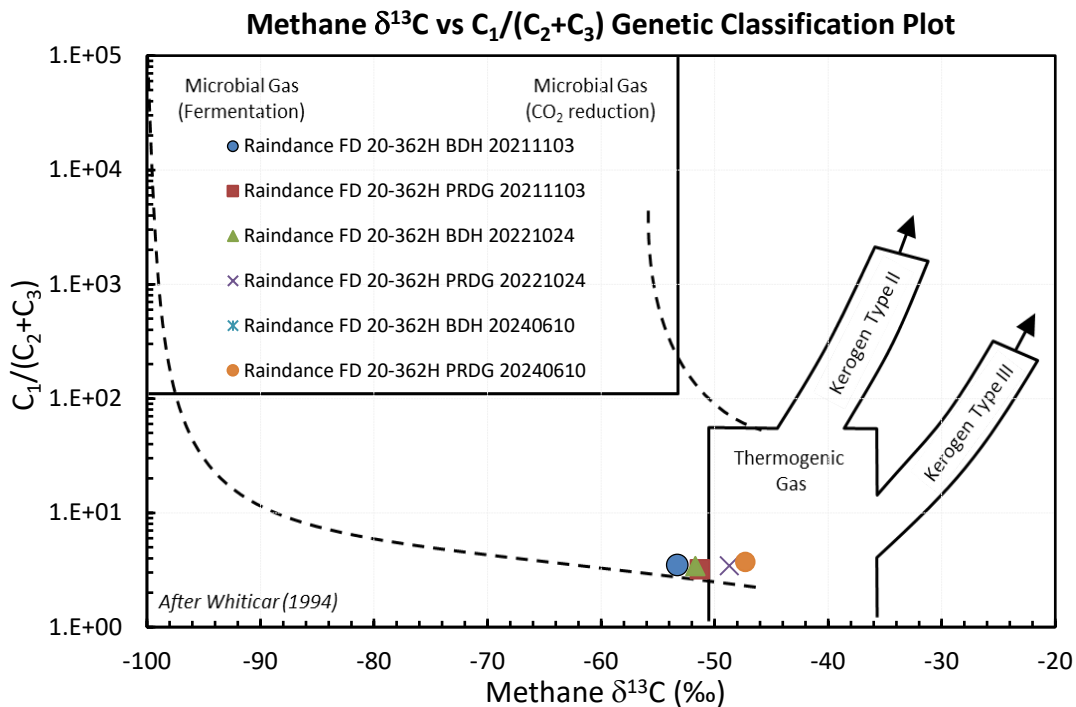 Methane δ¹³C vs C₁/(C₂+C₃) Genetic Classification Plot
1.E+05
1.E+04
1.E+03
1.E+02
1.E+01
1.E+00
C₁/(C₂+C₃)
Microbial Gas
(Fermentation)
Microbial Gas
(CO₂ reduction)
Raindance FD 20-362H BDH 20211103
Raindance FD 20-362H PRDG 20211103
Raindance FD 20-362H BDH 20221024
Raindance FD 20-362H PRDG 20221024
Raindance FD 20-362H BDH 20240610
Raindance FD 20-362H PRDG 20240610
Kerogen Type II
Kerogen Type III
Thermogenic
Gas
After Whiticar (1994)
-100
-90
-80
-70
-60
-50
-40
-30
-20
Methane δ¹³C (‰)